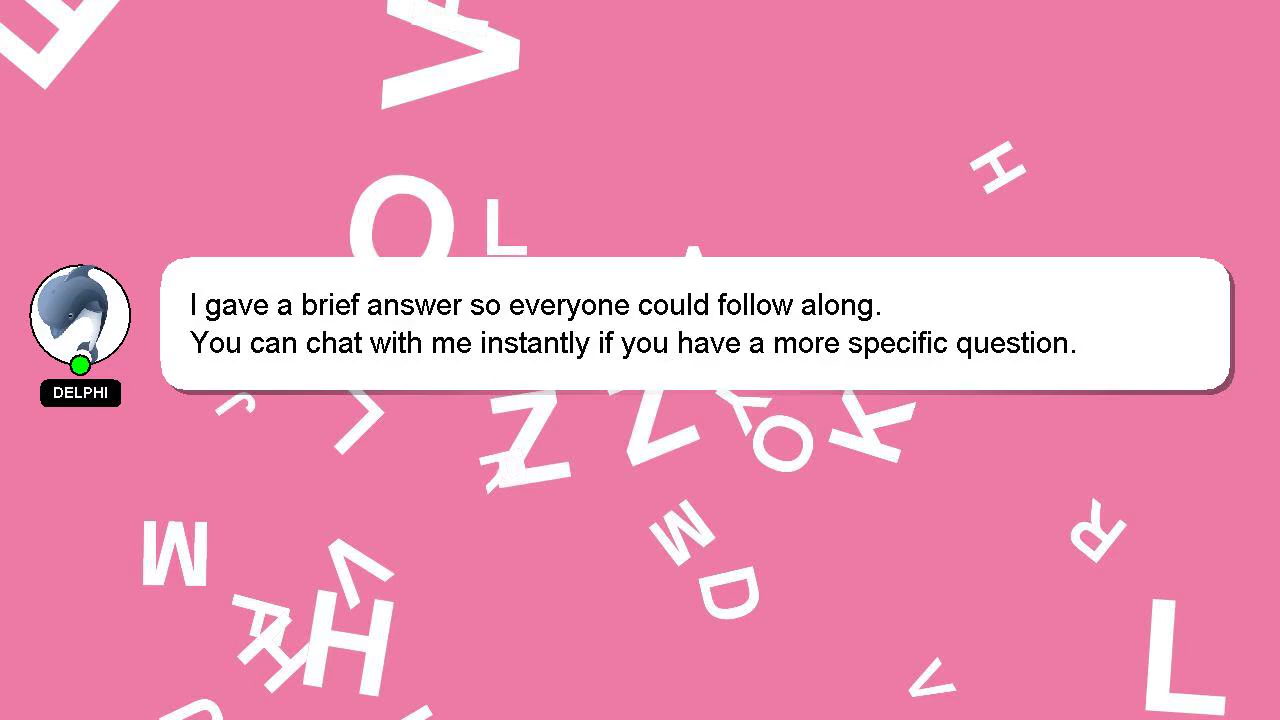 I gave a brief answer so everyone could follow along.
You can chat with me instantly if you have a more specific question.
DELPHI
V
H
O
L
J
L
Z
Z
Y
O
K
M
R
M
V
D
H
L
V